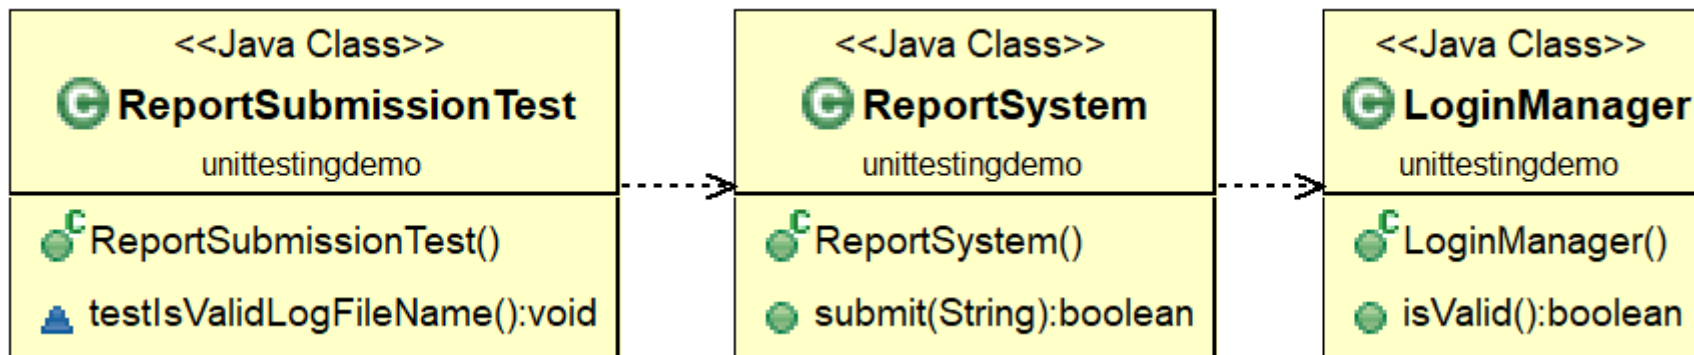 <<Java Class>>
C ReportSubmissionTest
unittestingdemo
C ReportSubmissionTest()
testIsValidLogFileName():void
<<Java Class>>
C ReportSystem
unittestingdemo
C ReportSystem()
submit(String):boolean
<<Java Class>>
C LoginManager
unittestingdemo
C LoginManager()
isValid():boolean